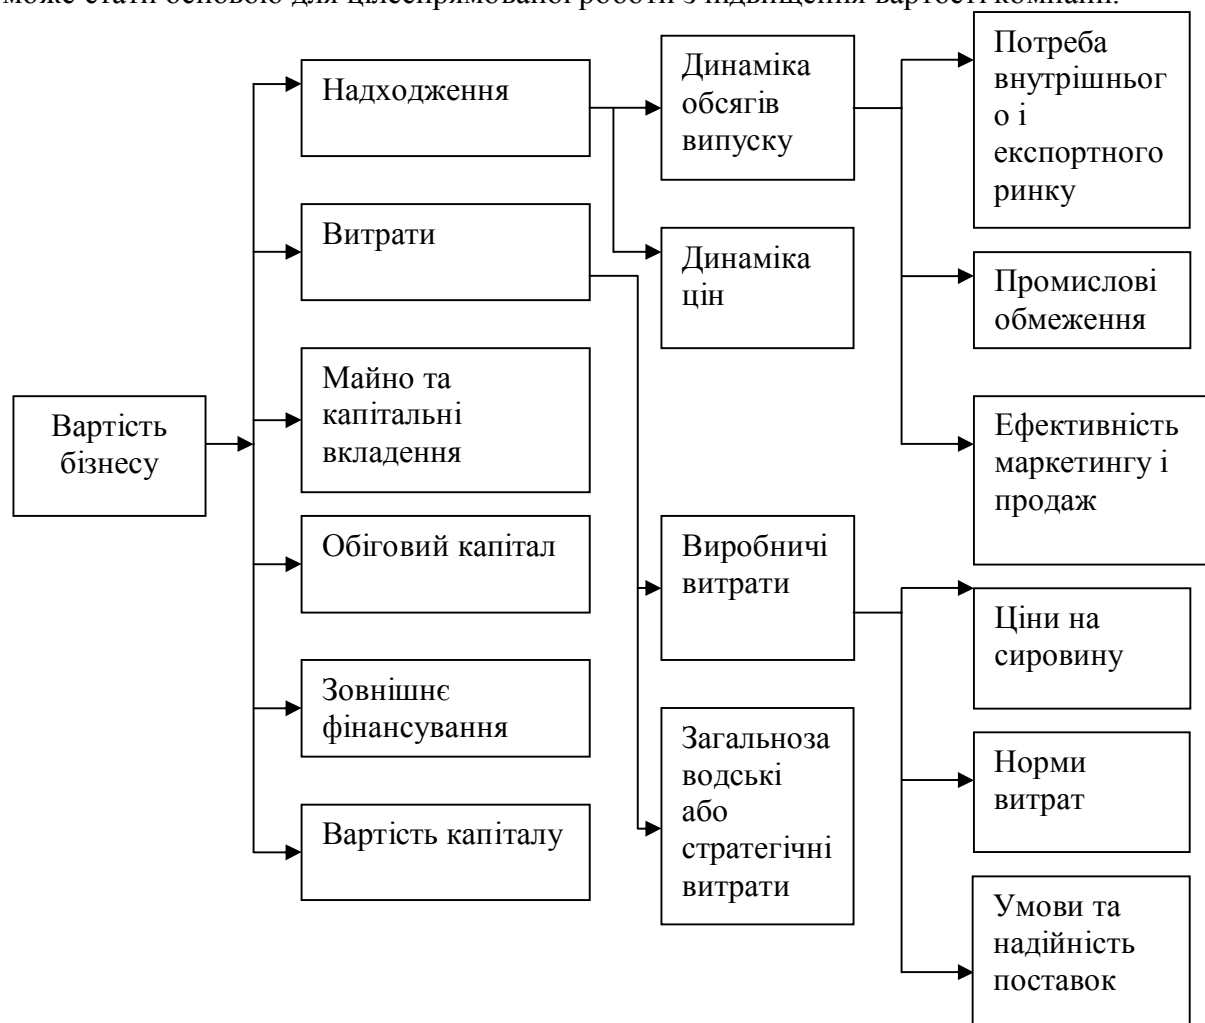 може стати основою для цілеспрямованої роботи з підвищення вартості компанії.
Вартість
бізнесу
Надходження
Витрати
Майно та
капітальні
вкладення
Обіговий капітал
Зовнішнє
фінансування
Вартість капіталу
Динаміка
обсягів
випуску
Динаміка
цін
Виробничі
витрати
Загальноза
водські
або
стратегічні
витрати
Потреба
внутрішньог
о і
експортного
ринку
Промислові
обмеження
Ефективність
маркетингу і
продаж
Ціни на
сировину
Норми
витрат
Умови та
надійність
поставок